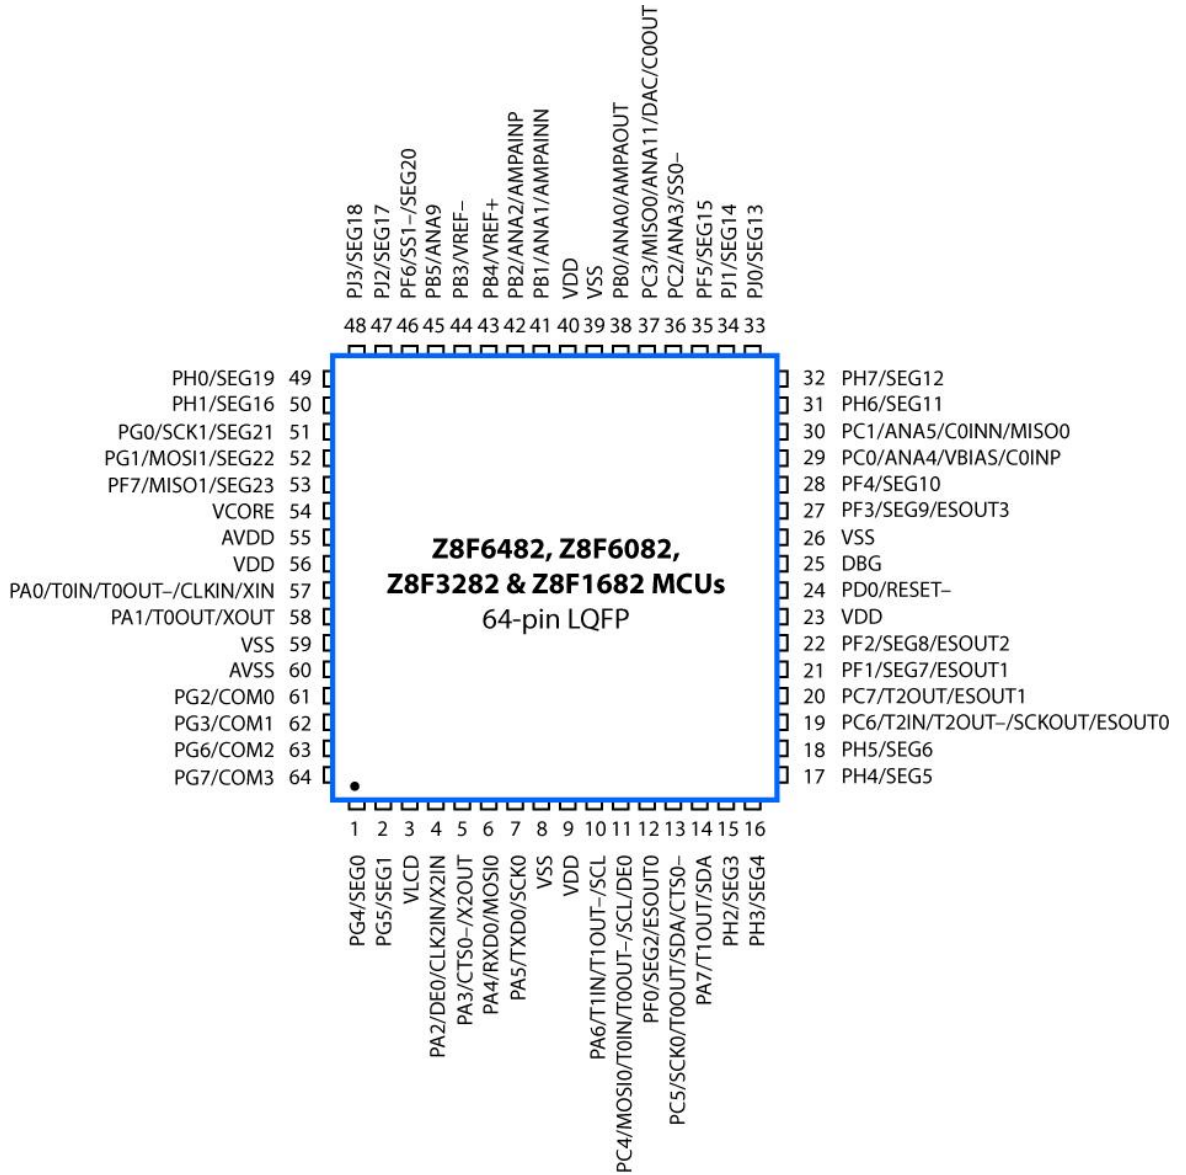 PJ3/SEG18
PJ2/SEG17
PF6/SS1–/SEG20
PB5/ANA9
PB3/VREF–
PB4/VREF+
PB2/ANA2/AMPAINP
PB1/ANA1/AMPAINN
VDD
VSS
PB0/ANA0/AMPAOUT
PC3/MISO0/ANA11/DAC/C0OUT
PC2/ANA3/SS0–
PF5/SEG15
PJ1/SEG14
PJ0/SEG13
48 47 46 45 44 43 42 41 40 39 38 37 36 35 34 33
PH0/SEG19 49
PH1/SEG16 50
PG0/SCK1/SEG21 51
PG1/MOSI1/SEG22 52
PF7/MISO1/SEG23 53
VCORE 54
AVDD 55
VDD 56
PA0/T0IN/T0OUT–/CLKIN/XIN 57
PA1/T0OUT/XOUT 58
VSS 59
AVSS 60
PG2/COM0 61
PG3/COM1 62
PG6/COM2 63
PG7/COM3 64
Z8F6482, Z8F6082,
Z8F3282 & Z8F1682 MCUs
64-pin LQFP
32 PH7/SEG12
31 PH6/SEG11
30 PC1/ANA5/C0INN/MISO0
29 PC0/ANA4/VBIAS/C0INP
28 PF4/SEG10
27 PF3/SEG9/ESOUT3
26 VSS
25 DBG
24 PD0/RESET–
23 VDD
22 PF2/SEG8/ESOUT2
21 PF1/SEG7/ESOUT1
20 PC7/T2OUT/ESOUT1
19 PC6/T2IN/T2OUT–/SCKOUT/ESOUT0
18 PH5/SEG6
17 PH4/SEG5
1 2 3 4 5 6 7 8 9 10 11 12 13 14 15 16
PG4/SEG0
PG5/SEG1
VLCD
PA2/DE0/CLK2IN/X2IN
PA3/CTS0–/X2OUT
PA4/RXD0/MOSI0
PA5/TXD0/SCK0
VSS
VDD
PA6/T1IN/T1OUT–/SCL
PC4/MOSI0/T0IN/T0OUT–/SCL/DE0
PF0/SEG2/ESOUT0
PC5/SCK0/T0OUT/SDA/CTS0–
PA7/T1OUT/SDA
PH2/SEG3
PH3/SEG4